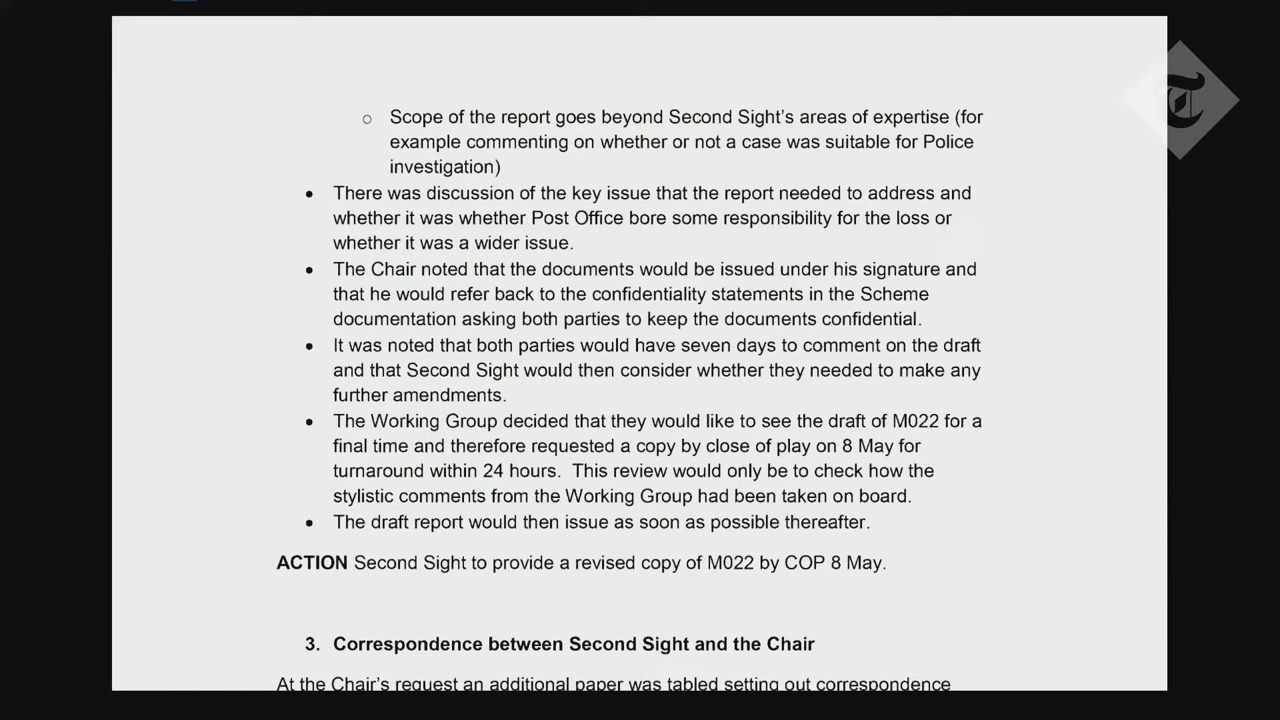 ○ Scope of the report goes beyond Second Sight's areas of expertise (for
example commenting on whether or not a case was suitable for Police
investigation)
• There was discussion of the key issue that the report needed to address and
whether it was whether Post Office bore some responsibility for the loss or
whether it was a wider issue.
• The Chair noted that the documents would be issued under his signature and
that he would refer back to the confidentiality statements in the Scheme
documentation asking both parties to keep the documents confidential.
• It was noted that both parties would have seven days to comment on the draft
and that Second Sight would then consider whether they needed to make any
further amendments.
• The Working Group decided that they would like to see the draft of M022 for a
final time and therefore requested a copy by close of play on 8 May for
turnaround within 24 hours.  This review would only be to check how the
stylistic comments from the Working Group had been taken on board.
• The draft report would then issue as soon as possible thereafter.
ACTION Second Sight to provide a revised copy of M022 by COP 8 May.
3. Correspondence between Second Sight and the Chair
At the Chair's request an additional paper was tabled setting out correspondence
T